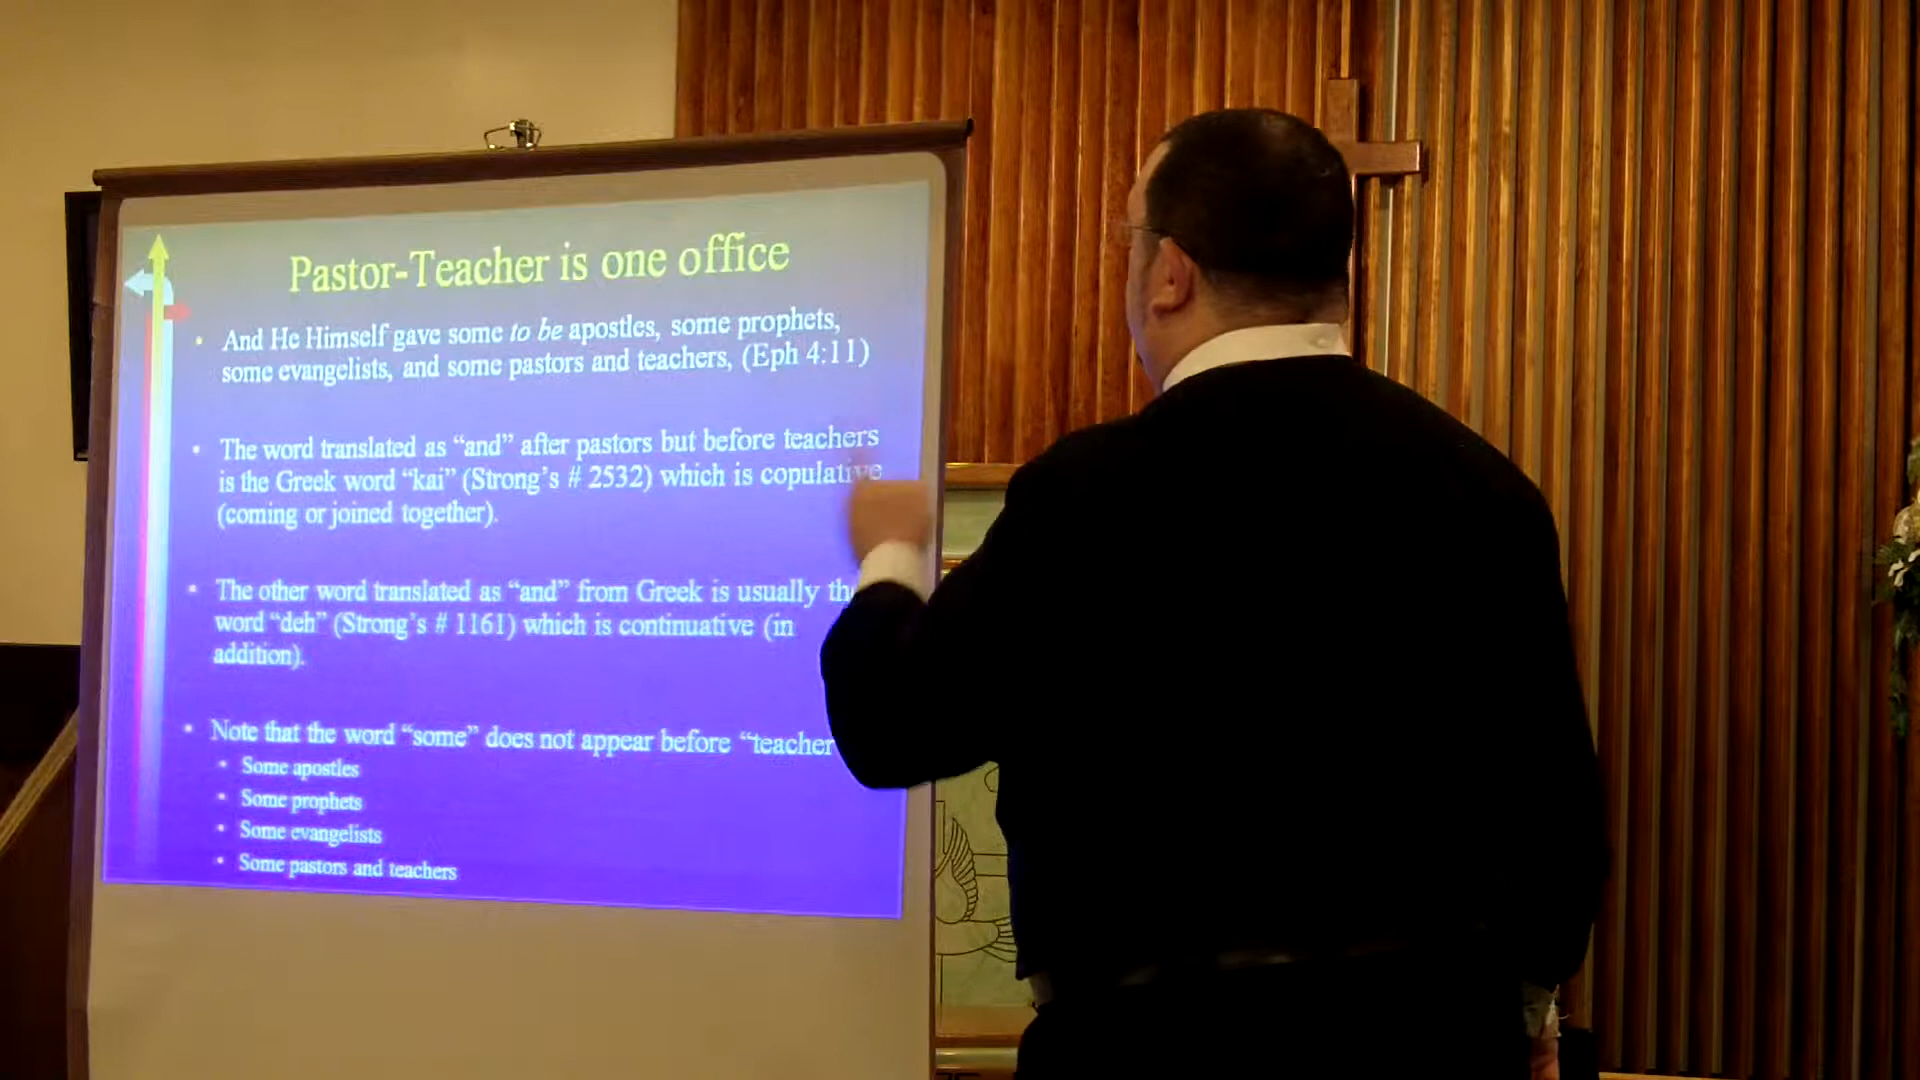 Pastor-Teacher is one office
• And He Himself gave some to be apostles, some prophets,
some evangelists, and some pastors and teachers, (Eph 4:11)
• The word translated as “and” after pastors but before teachers
is the Greek word “kai” (Strong’s # 2532) which is copulative
(coming or joined together).
• The other word translated as “and” from Greek is usually the
word “deh” (Strong’s # 1161) which is continuative (in
addition).
• Note that the word “some” does not appear before “teacher
• Some apostles
• Some prophets
• Some evangelists
• Some pastors and teachers